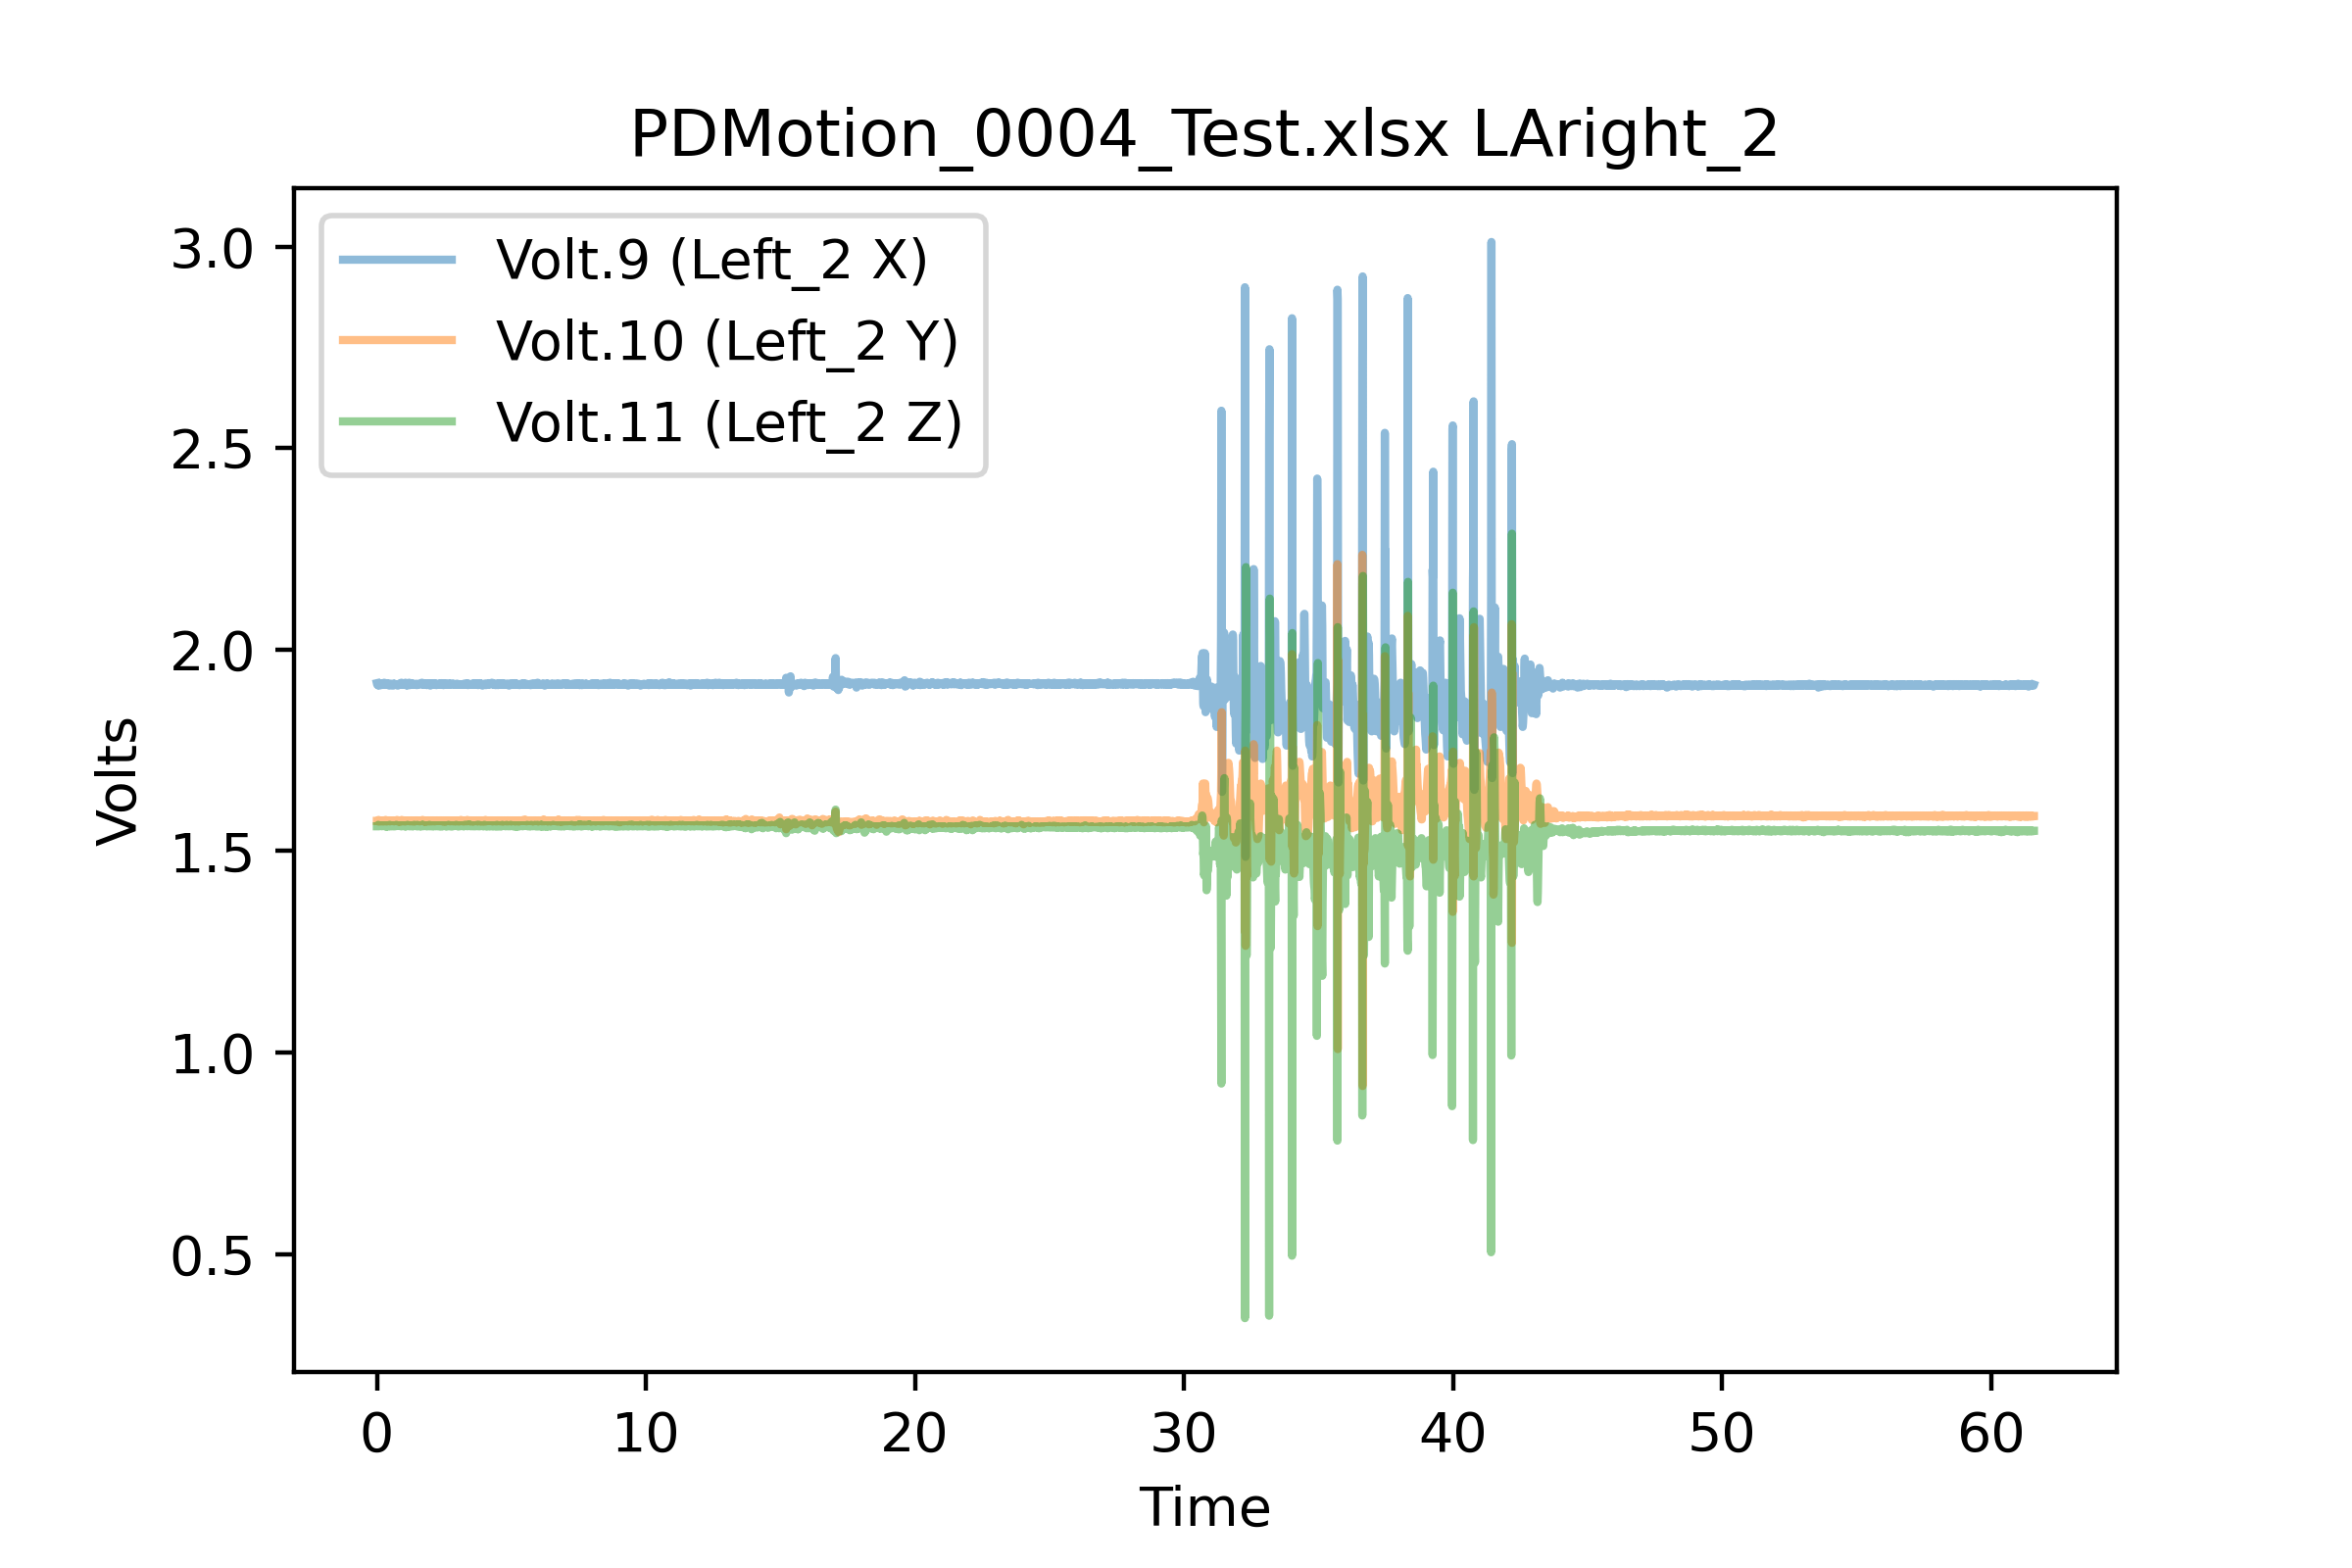 PDMotion_0004_Test.xlsx LAright_2
Volt.9 (Left_2 X)
Volt.10 (Left_2 Y)
Volt.11 (Left_2 Z)
3.0
2.5
2.0
1.5
1.0
0.5
Volts
0 10 20 30 40 50 60
Time